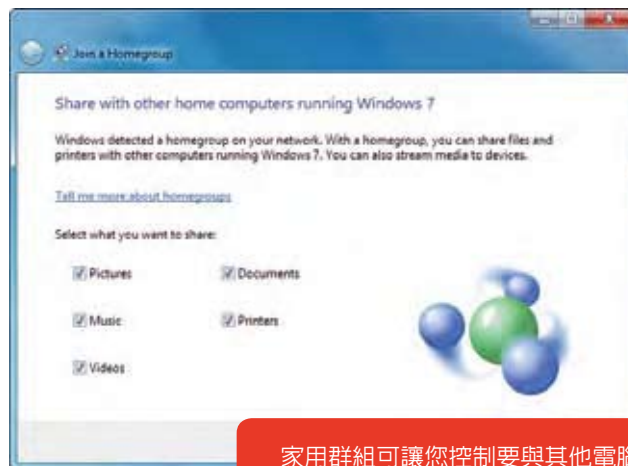 Join a Homegroup
Share with other home computers running Windows 7
Windows detected a homegroup on your network. With a homegroup, you can share files and
printers with other computers running Windows 7. You can also stream media to devices.
Tell me more about homegroups
Select what you want to share:
Pictures Documents
Music Printers
Videos
家用群組可讓您控制要與其他電腦